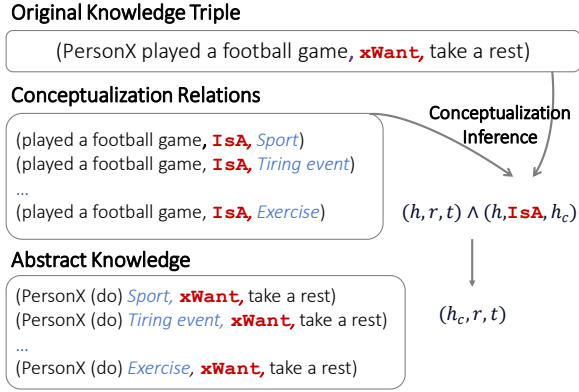 Original Knowledge Triple
(PersonX played a football game, xWant, take a rest)
Conceptualization Relations
(played a football game, IsA, Sport)
(played a football game, IsA, Tiring event)
...
(played a football game, IsA, Exercise)
Conceptualization
Inference
(h, r, t) ∧ (h, IsA, h_c)
Abstract Knowledge
(PersonX (do) Sport, xWant, take a rest)
(PersonX (do) Tiring event, xWant, take a rest)
...
(PersonX (do) Exercise, xWant, take a rest)
(h_c, r, t)